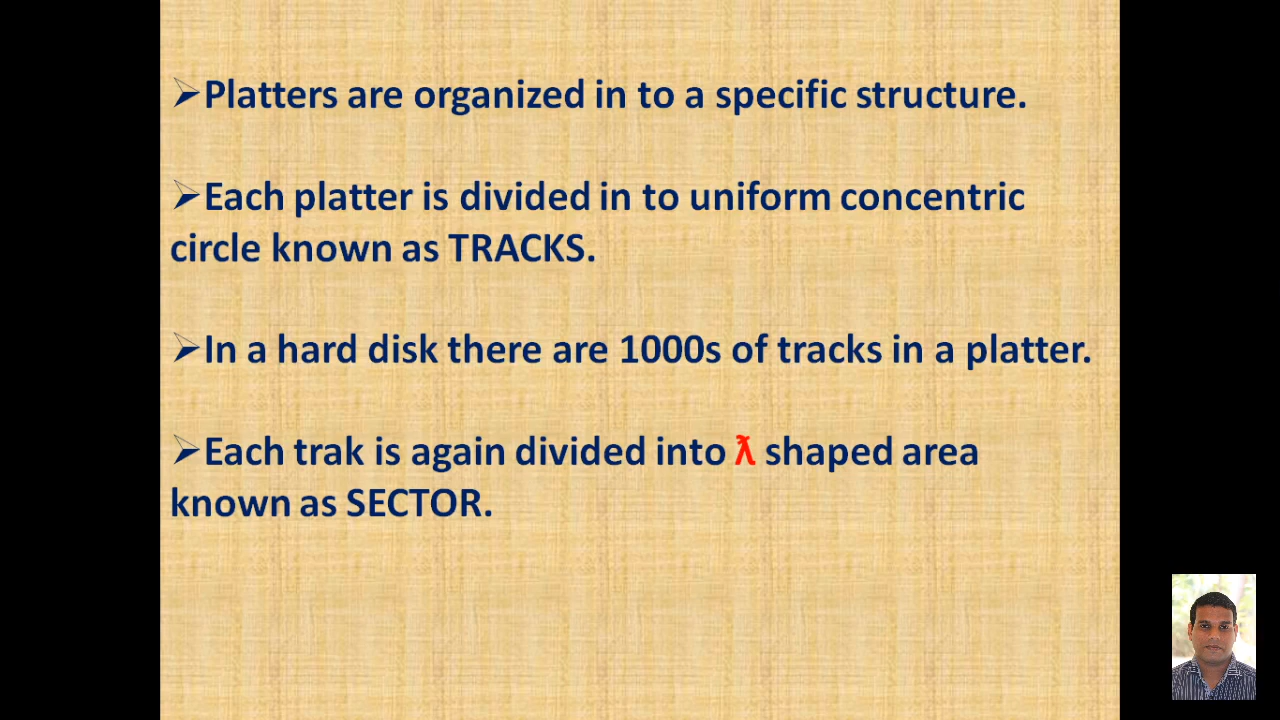 ➢Platters are organized in to a specific structure.
➢Each platter is divided in to uniform concentric
circle known as TRACKS.
➢In a hard disk there are 1000s of tracks in a platter.
➢Each trak is again divided into ƛ shaped area
known as SECTOR.